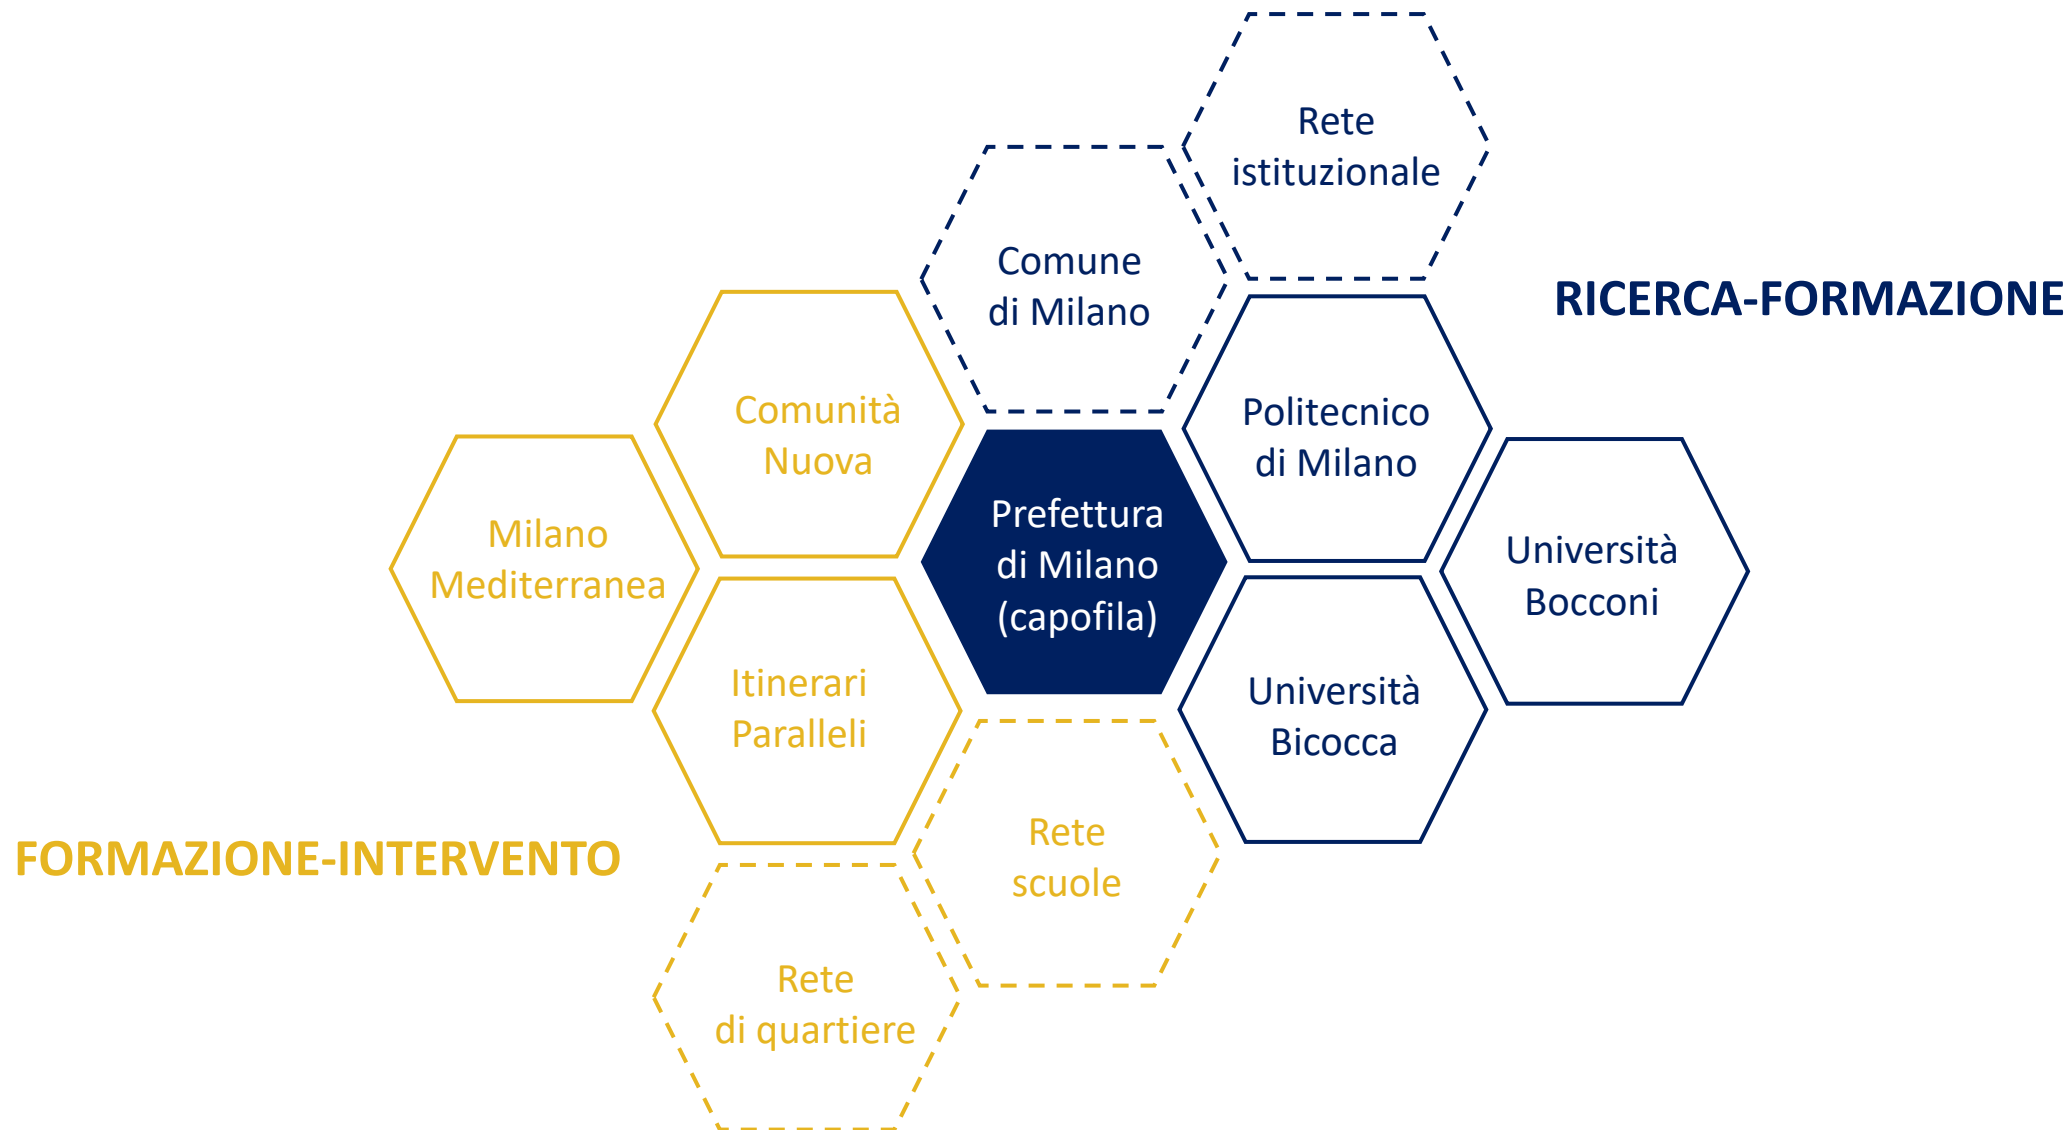 Rete
istituzionale
Comune
di Milano
RICERCA-FORMAZIONE
Comunità
Nuova
Politecnico
di Milano
Milano
Mediterranea
Prefettura
di Milano
(capofila)
Università
Bocconi
Itinerari
Paralleli
Università
Bicocca
FORMAZIONE-INTERVENTO
Rete
scuole
Rete
di quartiere